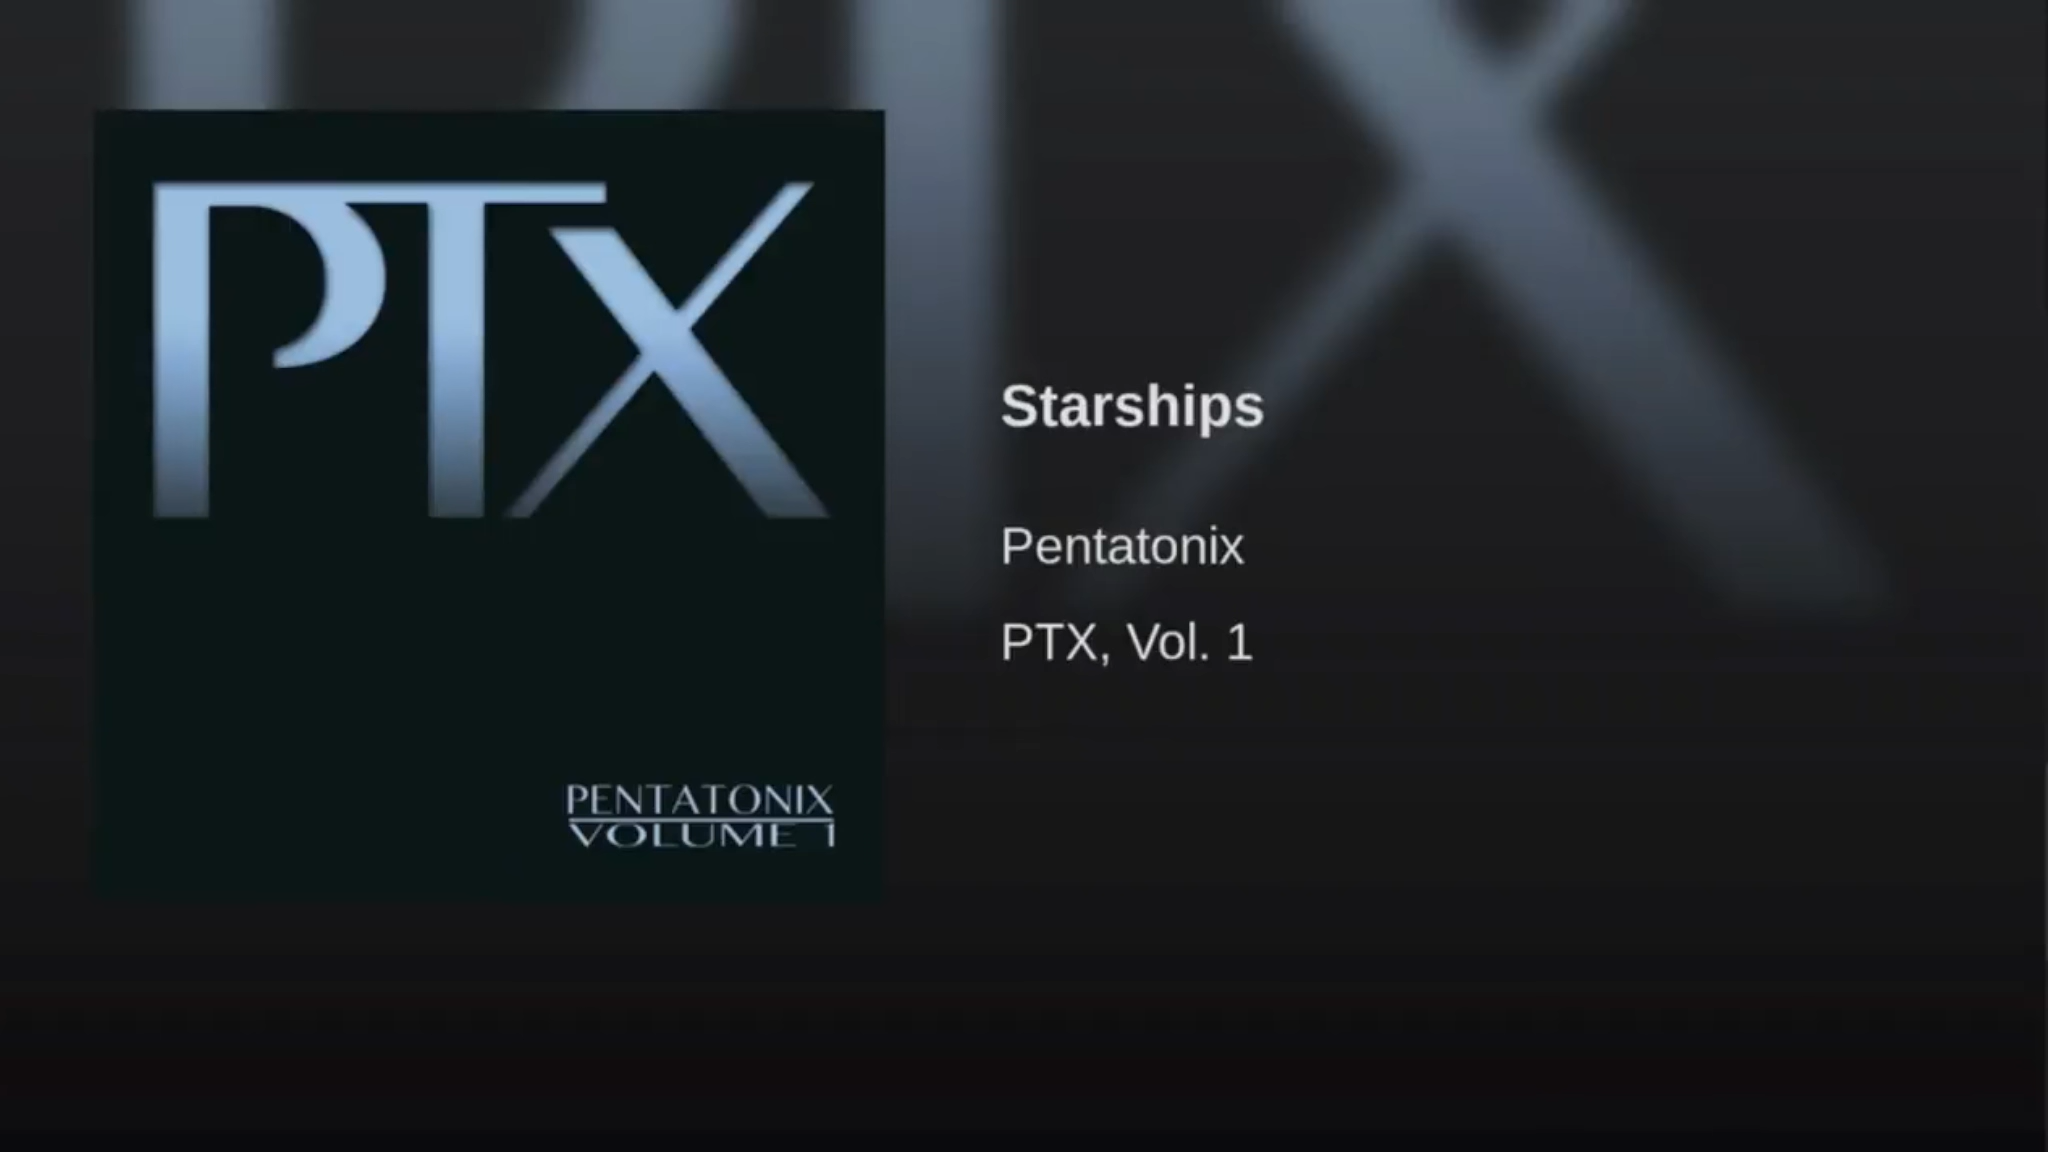 PTX
PENTATONIX
VOLUME 1
Starships
Pentatonix
PTX, Vol. 1